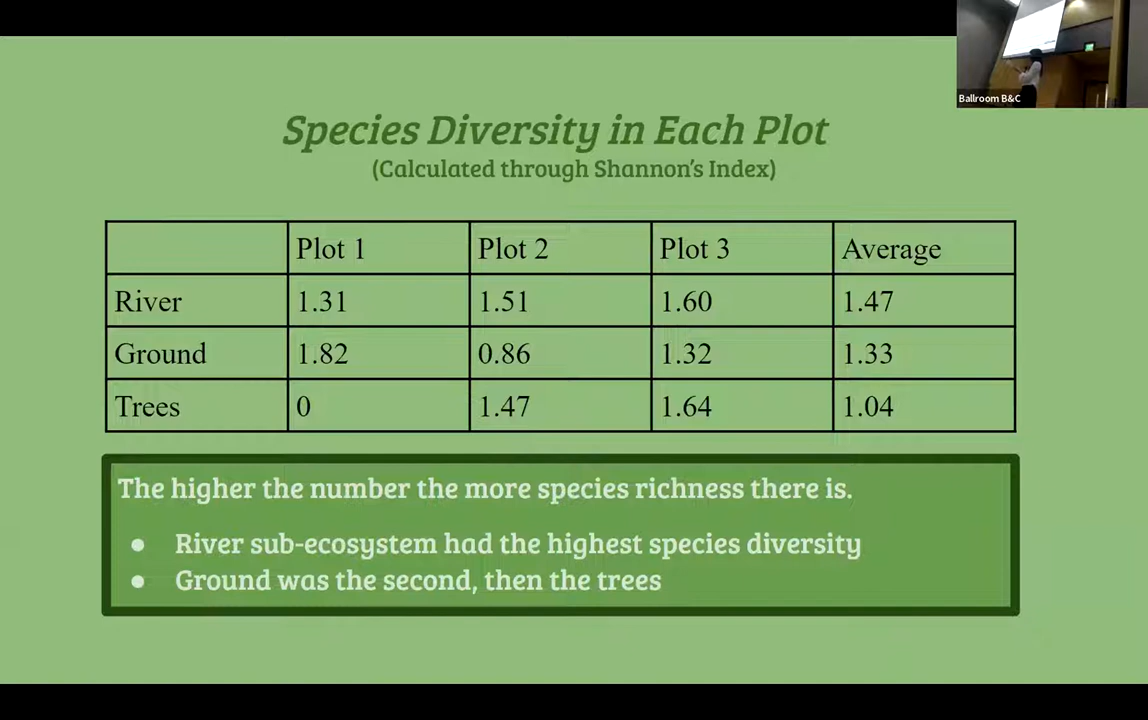 Ballroom B&C
Species Diversity in Each Plot
(Calculated through Shannon's Index)
Plot 1 Plot 2 Plot 3 Average
River 1.31 1.51 1.60 1.47
Ground 1.82 0.86 1.32 1.33
Trees 0 1.47 1.64 1.04
The higher the number the more species richness there is.
● River sub-ecosystem had the highest species diversity
● Ground was the second, then the trees